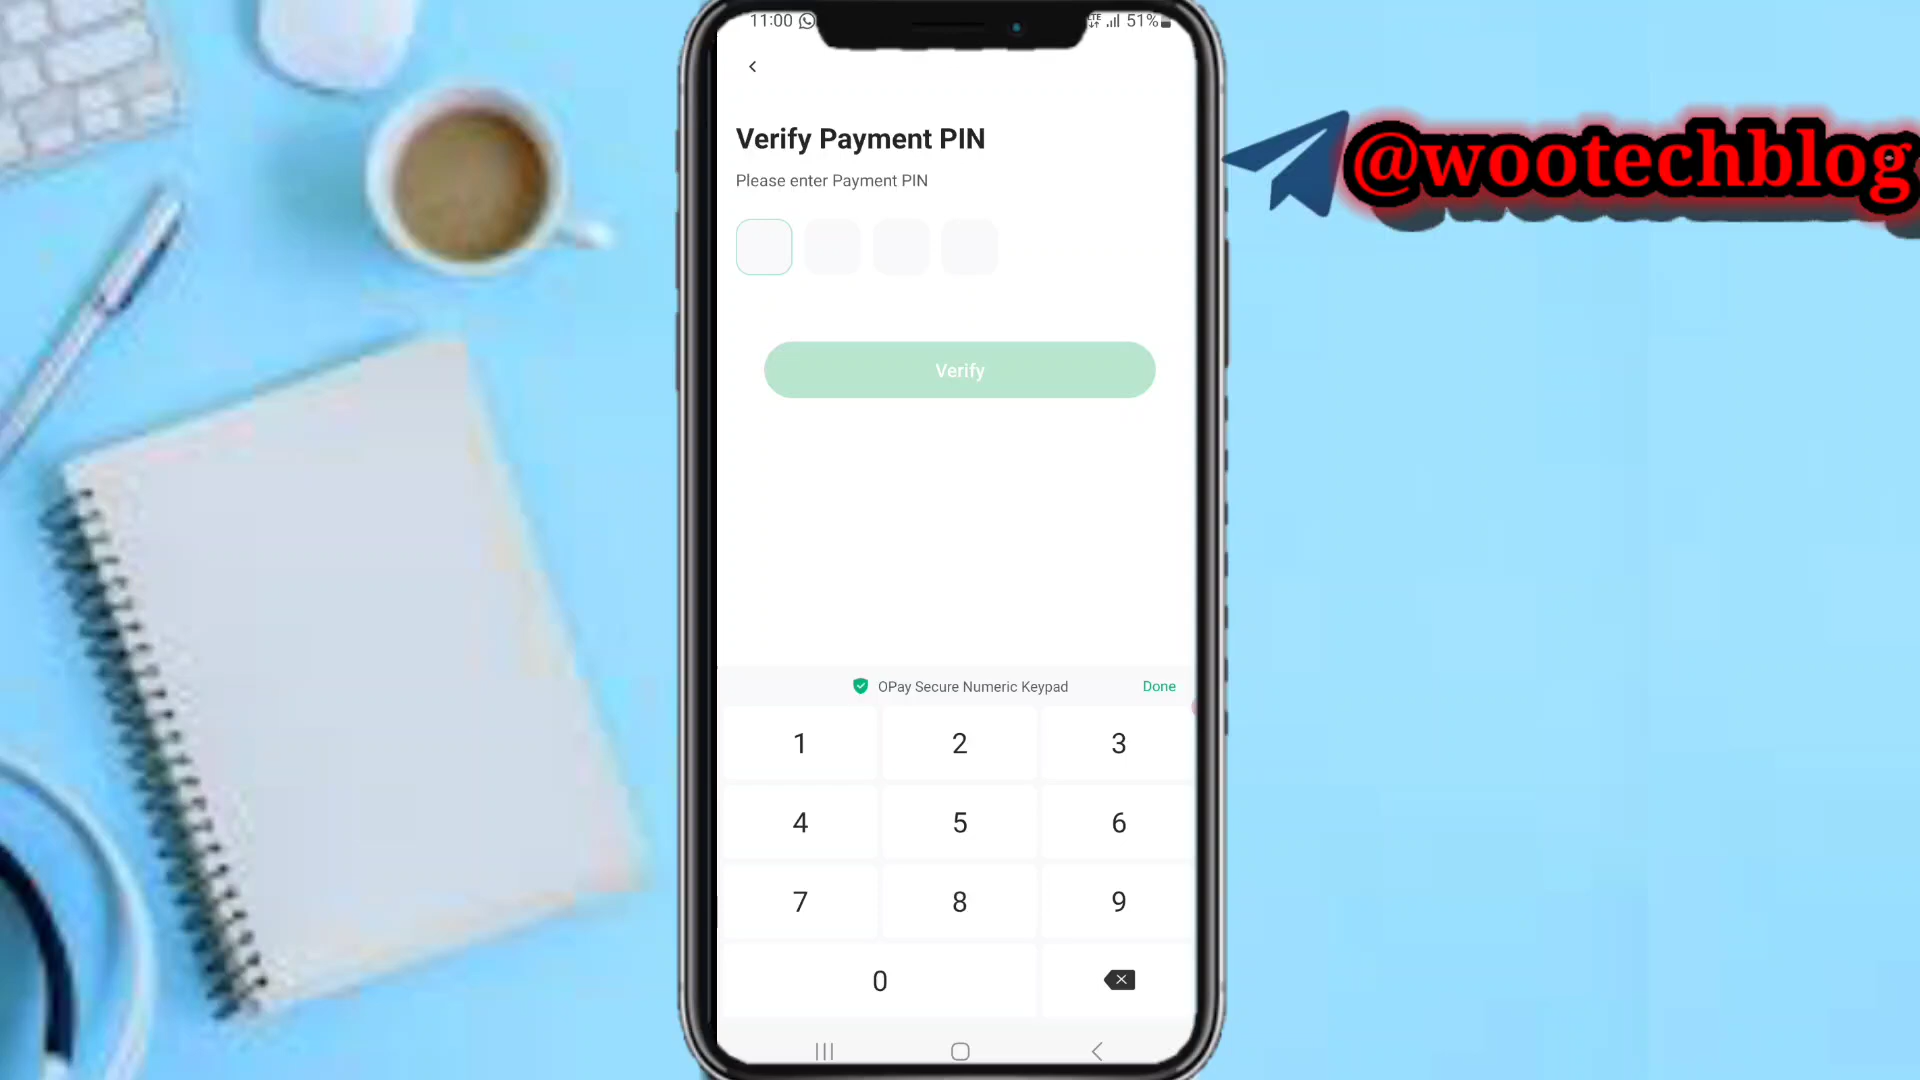 11:00
LTE 51%
Verify Payment PIN
Please enter Payment PIN
Verify
OPay Secure Numeric Keypad
Done
1 2 3
4 5 6
7 8 9
0
@wootechblog